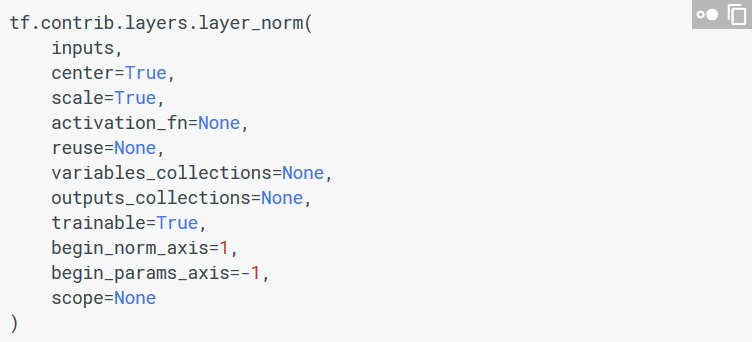 tf.contrib.layers.layer_norm(
    inputs,
    center=True,
    scale=True,
    activation_fn=None,
    reuse=None,
    variables_collections=None,
    outputs_collections=None,
    trainable=True,
    begin_norm_axis=1,
    begin_params_axis=-1,
    scope=None
)